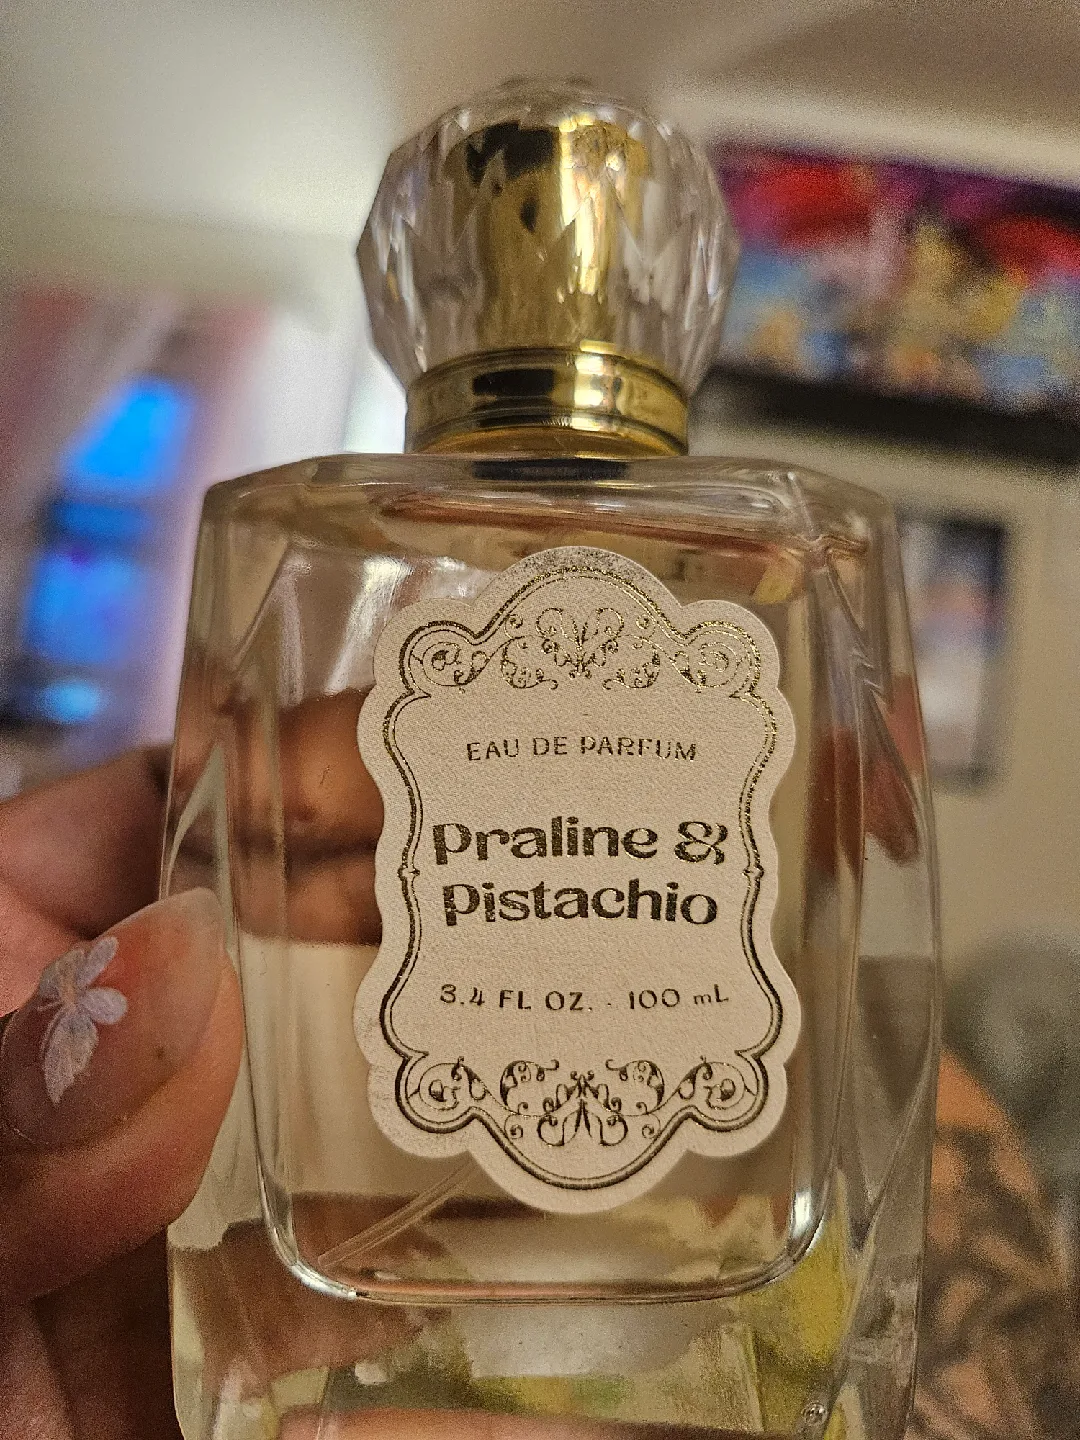 EAU DE PARFUM
Praline &
Pistachio
3.4 FL OZ. - 100 mL